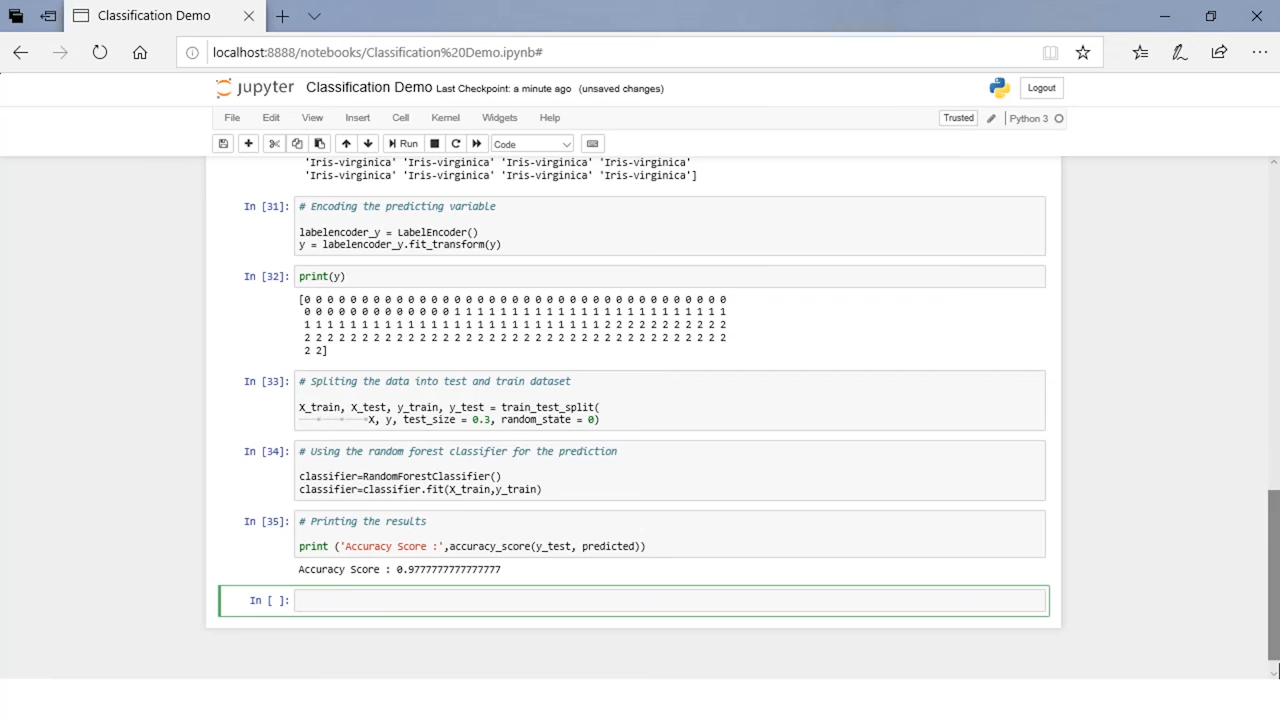 Classification Demo
localhost:8888/notebooks/Classification%20Demo.ipynb#
jupyter Classification Demo Last Checkpoint: a minute ago (unsaved changes) Logout
File Edit View Insert Cell Kernel Widgets Help Trusted Python 3
Run Code
'Iris-virginica' 'Iris-virginica' 'Iris-virginica' 'Iris-virginica'
'Iris-virginica' 'Iris-virginica' 'Iris-virginica' 'Iris-virginica']
In [31]: # Encoding the predicting variable
labelencoder_y = LabelEncoder()
y = labelencoder_y.fit_transform(y)
In [32]: print(y)
[0 0 0 0 0 0 0 0 0 0 0 0 0 0 0 0 0 0 0 0 0 0 0 0 0 0 0 0 0 0 0 0 0 0 0 0 0
0 0 0 0 0 0 0 0 0 0 0 0 0 1 1 1 1 1 1 1 1 1 1 1 1 1 1 1 1 1 1 1 1 1 1 1 1
1 1 1 1 1 1 1 1 1 1 1 1 1 1 1 1 1 1 1 1 1 1 1 1 1 1 2 2 2 2 2 2 2 2 2 2 2
2 2 2 2 2 2 2 2 2 2 2 2 2 2 2 2 2 2 2 2 2 2 2 2 2 2 2 2 2 2 2 2 2 2 2 2 2
2 2]
In [33]: # Spliting the data into test and train dataset
X_train, X_test, y_train, y_test = train_test_split(
X, y, test_size = 0.3, random_state = 0)
In [34]: # Using the random forest classifier for the prediction
classifier=RandomForestClassifier()
classifier=classifier.fit(X_train,y_train)
In [35]: # Printing the results
print ('Accuracy Score :',accuracy_score(y_test, predicted))
Accuracy Score : 0.9777777777777777
In [ ]: